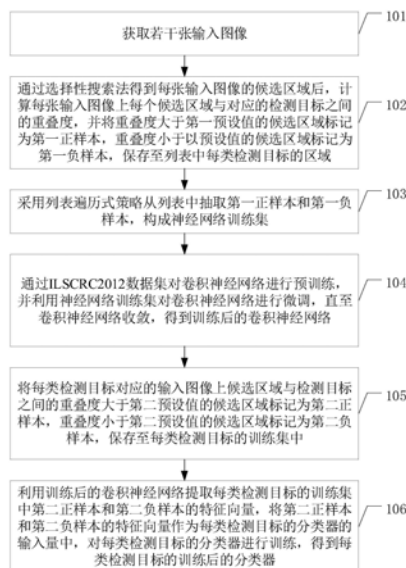 获取若干张输入图像
101
通过选择性搜索法得到每张输入图像的候选区域后，计
算每张输入图像上每个候选区域与对应的检测目标之间
的重叠度，并将重叠度大于第一预设值的候选区域标记
为第一正样本，重叠度小于以预设值的候选区域标记为
第一负样本，保存至列表中每类检测目标的区域
102
采用列表遍历式策略从列表中抽取第一正样本和第一负
样本，构成神经网络训练集
103
通过ILSCRC2012数据集对卷积神经网络进行预训练，
并利用神经网络训练集对卷积神经网络进行微调，直至
卷积神经网络收敛，得到训练后的卷积神经网络
104
将每类检测目标对应的输入图像上候选区域与检测目标
之间的重叠度大于第二预设值的候选区域标记为第二正
样本，重叠度小于第二预设值的候选区域标记为第二负
样本，保存至每类检测目标的训练集中
105
利用训练后的卷积神经网络提取每类检测目标的训练集
中第二正样本和第二负样本的特征向量，将第二正样本
和第二负样本的特征向量作为每类检测目标的分类器的
输入量中，对每类检测目标的分类器进行训练，得到每
类检测目标的训练后的分类器
106